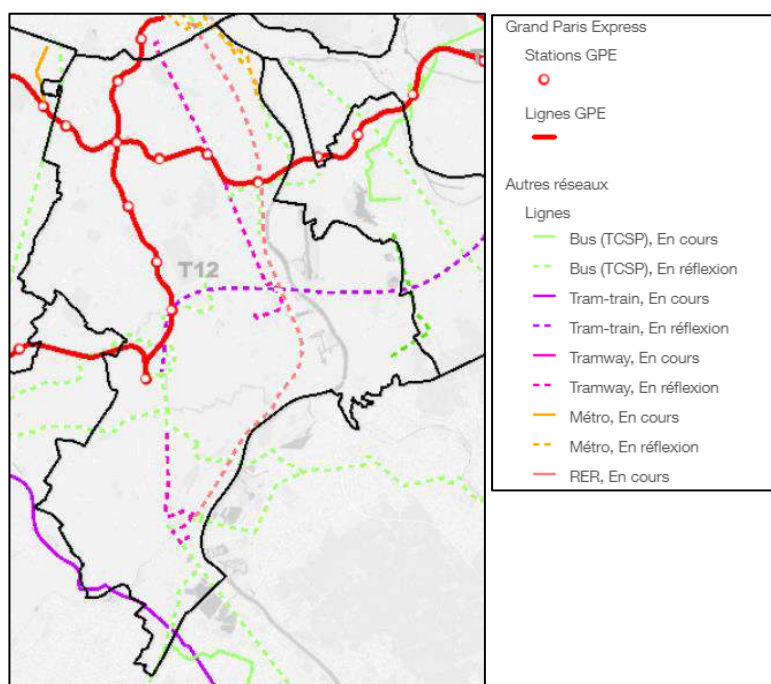 T12
Grand Paris Express
Stations GPE
Lignes GPE
Autres réseaux
Lignes
Bus (TCSP), En cours
Bus (TCSP), En réflexion
Tram-train, En cours
Tram-train, En réflexion
Tramway, En cours
Tramway, En réflexion
Métro, En cours
Métro, En réflexion
RER, En cours